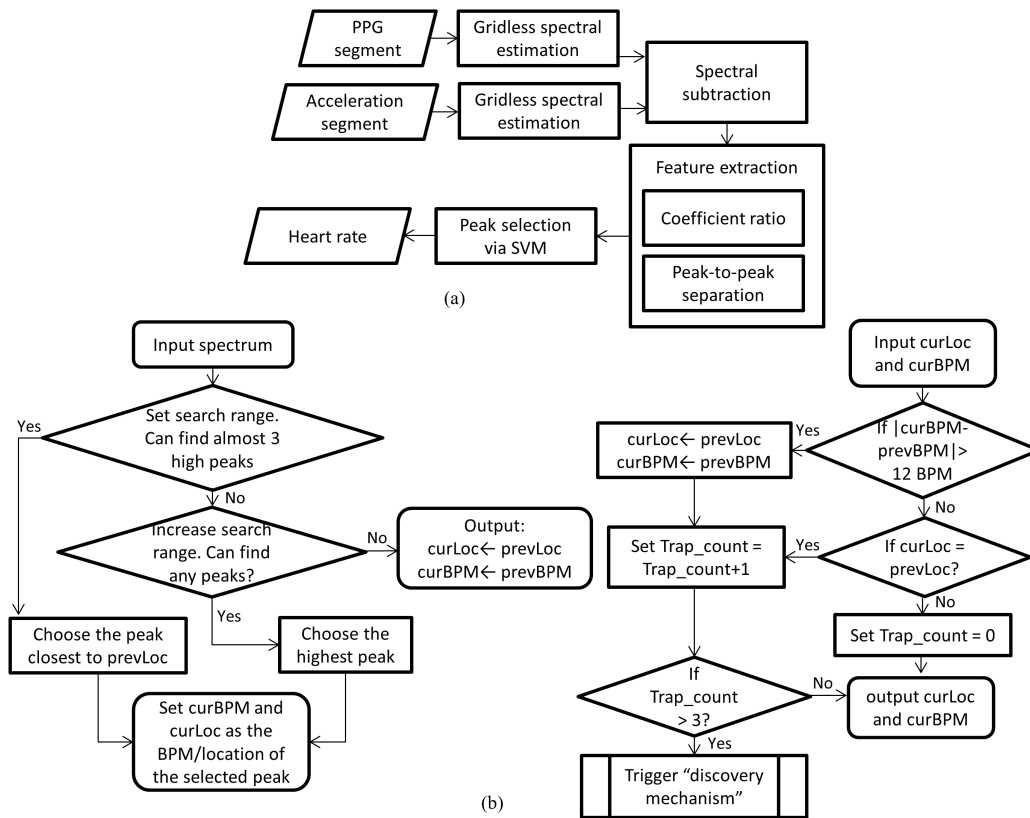 PPG
segment
Gridless spectral
estimation
Acceleration
segment
Gridless spectral
estimation
Spectral
subtraction
Feature extraction
Coefficient ratio
Peak-to-peak
separation
Peak selection
via SVM
Heart rate
(a)
Input spectrum
Set search range.
Can find almost 3
high peaks
Yes
No
Increase search
range. Can find
any peaks?
No
Output:
curLoc← prevLoc
curBPM← prevBPM
Yes
Choose the peak
closest to prevLoc
Choose the
highest peak
Set curBPM and
curLoc as the
BPM/location of
the selected peak
Input curLoc
and curBPM
If |curBPM-
prevBPM|>
12 BPM
Yes
curLoc← prevLoc
curBPM← prevBPM
No
If curLoc =
prevLoc?
Yes
Set Trap_count =
Trap_count+1
No
Set Trap_count = 0
If
Trap_count
> 3?
No
output curLoc
and curBPM
Yes
Trigger “discovery
mechanism”
(b)